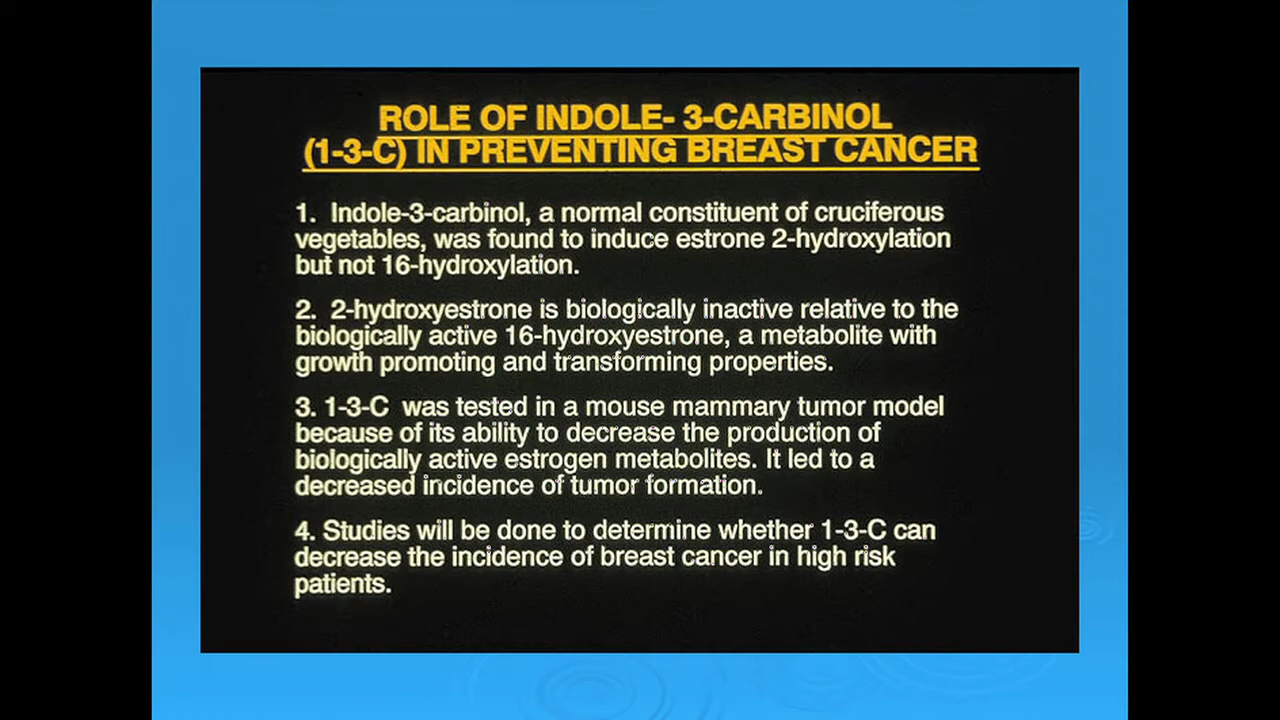 ROLE OF INDOLE- 3-CARBINOL
(1-3-C) IN PREVENTING BREAST CANCER
1. Indole-3-carbinol, a normal constituent of cruciferous
vegetables, was found to induce estrone 2-hydroxylation
but not 16-hydroxylation.
2. 2-hydroxyestrone is biologically inactive relative to the
biologically active 16-hydroxyestrone, a metabolite with
growth promoting and transforming properties.
3. 1-3-C was tested in a mouse mammary tumor model
because of its ability to decrease the production of
biologically active estrogen metabolites. It led to a
decreased incidence of tumor formation.
4. Studies will be done to determine whether 1-3-C can
decrease the incidence of breast cancer in high risk
patients.